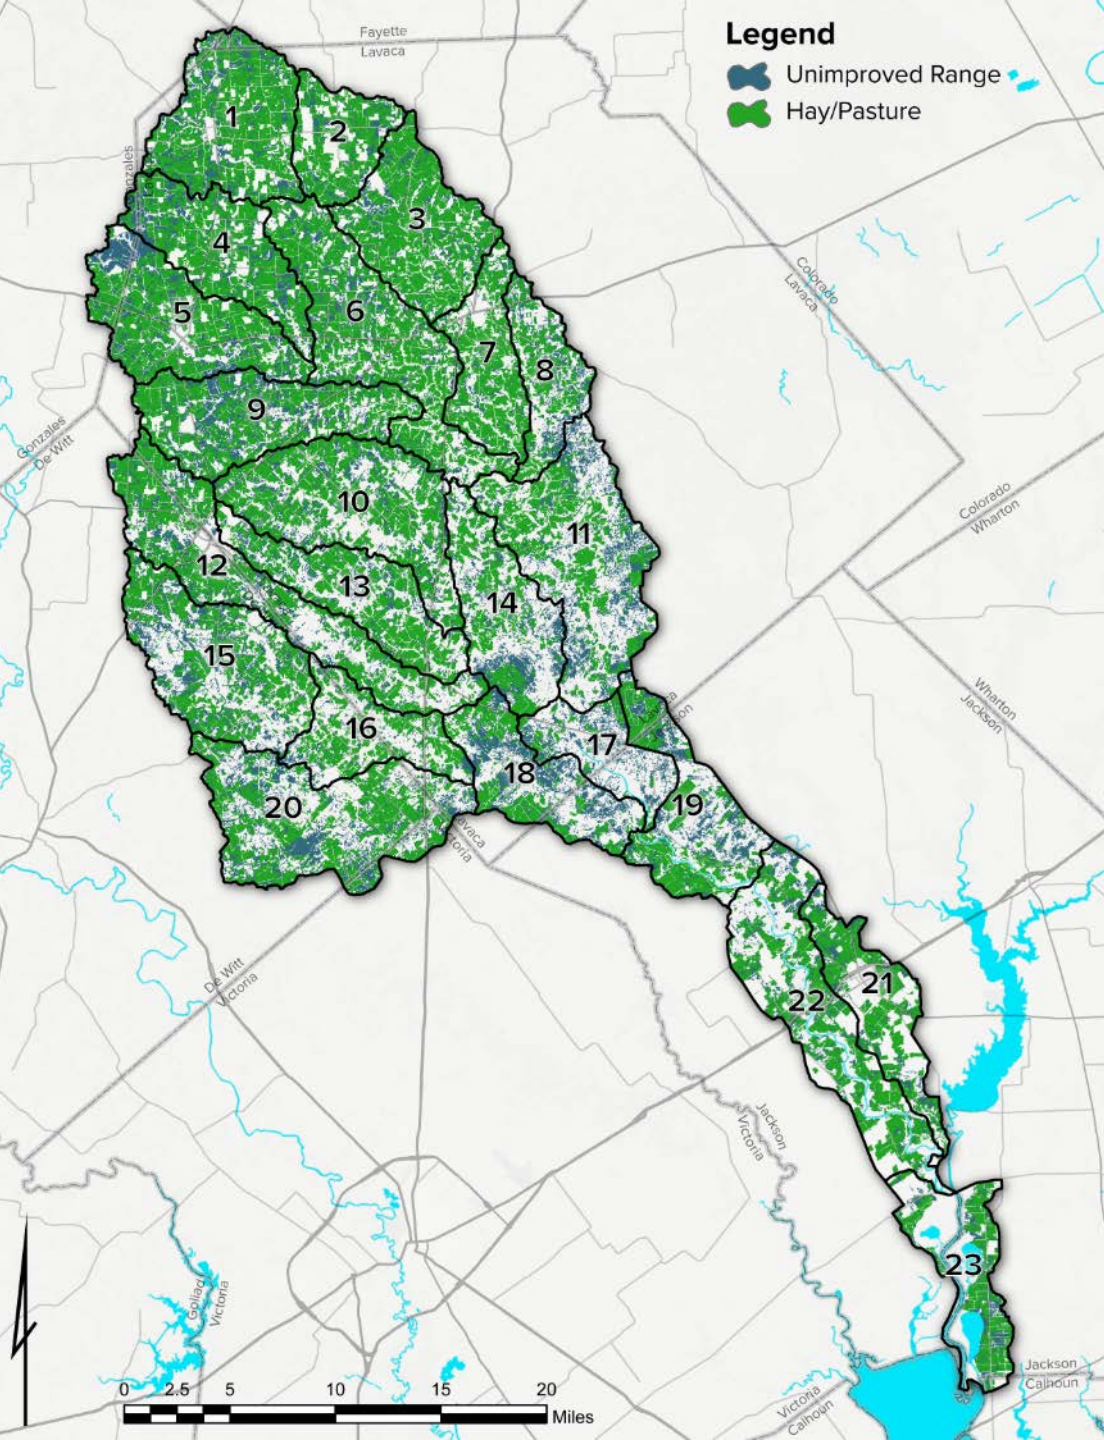 Legend
Unimproved Range
Hay/Pasture
Fayette
Lavaca
1
2
3
4
5
6
7
8
9
10
11
12
13
14
15
16
17
18
19
20
21
22
23
Colorado
Lavaca
Gonzales
De Witt
Colorado
Wharton
Wharton
Jackson
De Witt
Victoria
Jackson
Victoria
Goliad
Victoria
Victoria
Calhoun
Jackson
Calhoun
0 2.5 5 10 15 20
Miles